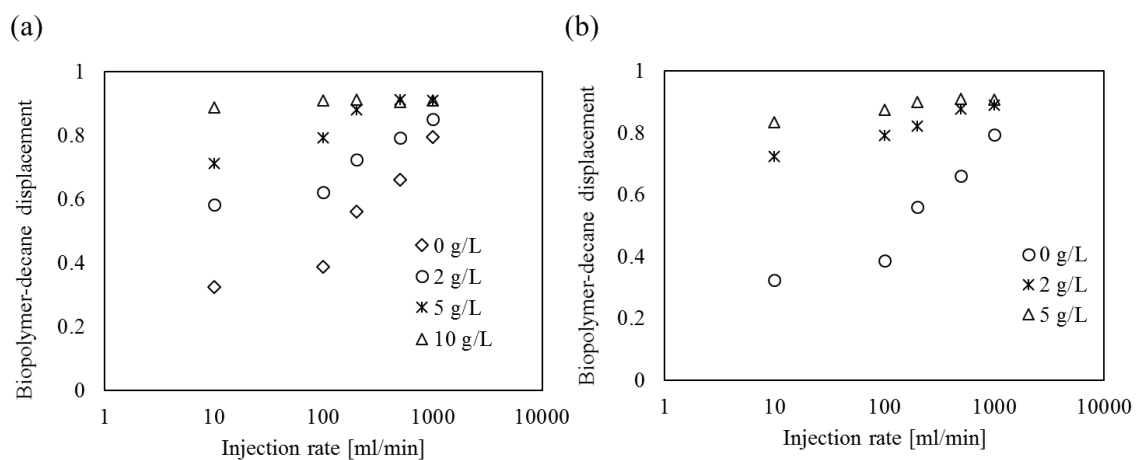 (a)
Biopolymer-decane displacement
1
0.8
0.6
0.4
0.2
0
1 10 100 1000 10000
Injection rate [ml/min]
0 g/L
2 g/L
5 g/L
10 g/L
(b)
Biopolymer-decane displacement
1
0.8
0.6
0.4
0.2
0
1 10 100 1000 10000
Injection rate [ml/min]
0 g/L
2 g/L
5 g/L